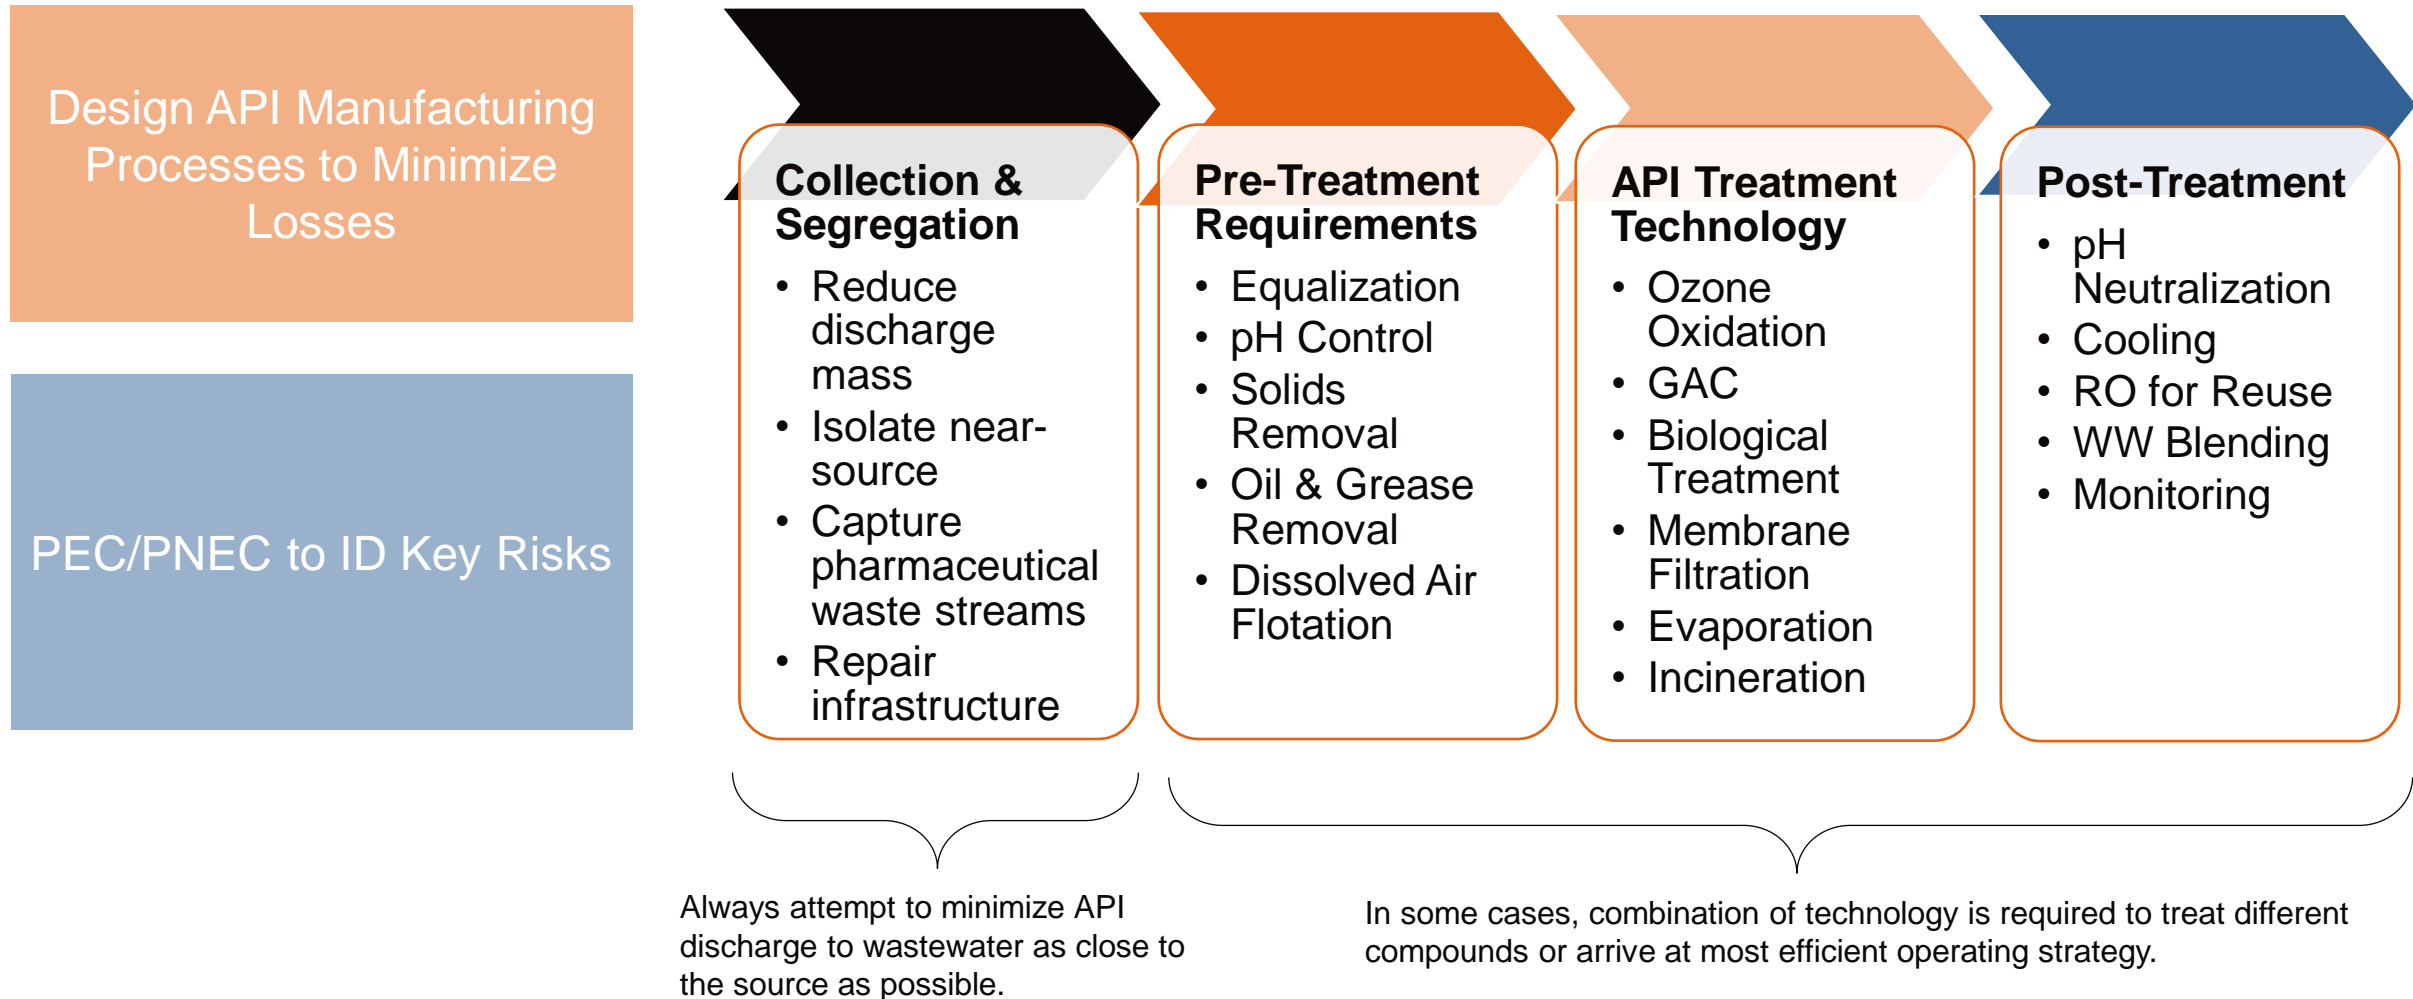 Design API Manufacturing
Processes to Minimize
Losses
PEC/PNEC to ID Key Risks
Collection &
Segregation
• Reduce
discharge
mass
• Isolate near-
source
• Capture
pharmaceutical
waste streams
• Repair
infrastructure
Pre-Treatment
Requirements
• Equalization
• pH Control
• Solids
Removal
• Oil & Grease
Removal
• Dissolved Air
Flotation
API Treatment
Technology
• Ozone
Oxidation
• GAC
• Biological
Treatment
• Membrane
Filtration
• Evaporation
• Incineration
Post-Treatment
• pH
Neutralization
• Cooling
• RO for Reuse
• WW Blending
• Monitoring
Always attempt to minimize API
discharge to wastewater as close to
the source as possible.
In some cases, combination of technology is required to treat different
compounds or arrive at most efficient operating strategy.